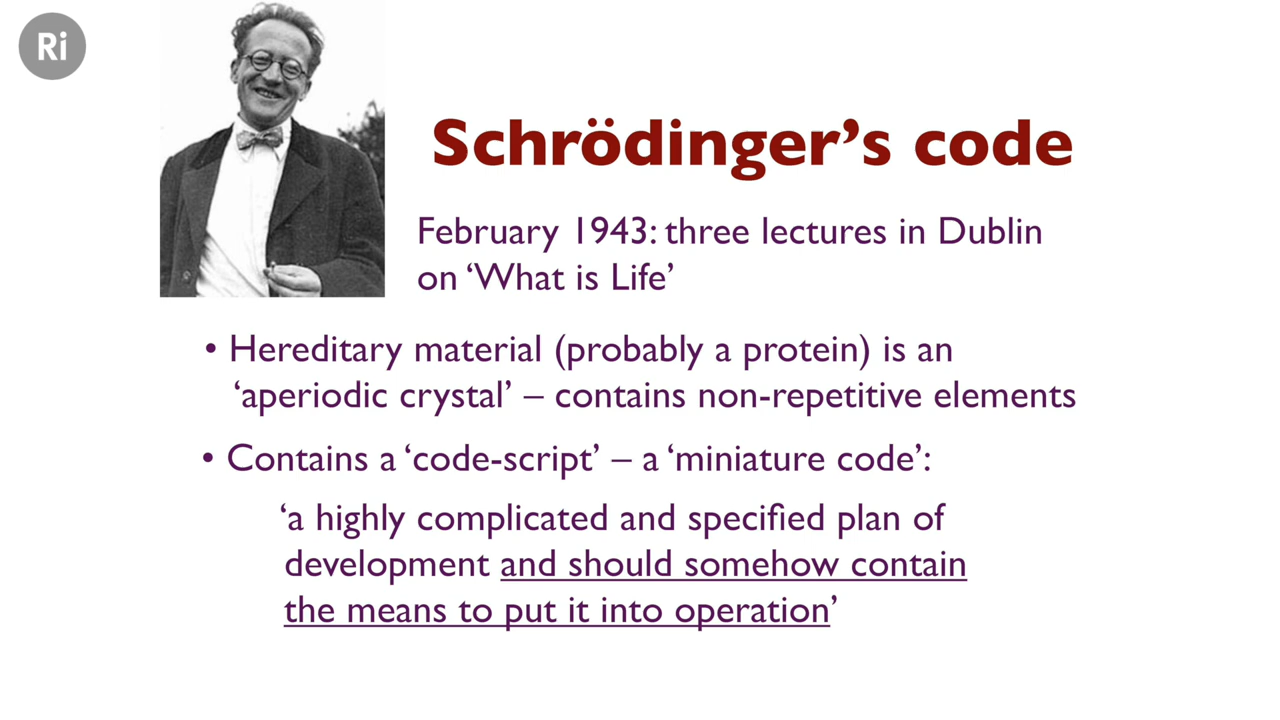 Ri
Schrödinger’s code
February 1943: three lectures in Dublin
on ‘What is Life’
• Hereditary material (probably a protein) is an
‘aperiodic crystal’ – contains non-repetitive elements
• Contains a ‘code-script’ – a ‘miniature code’:
‘a highly complicated and specified plan of
development and should somehow contain
the means to put it into operation’